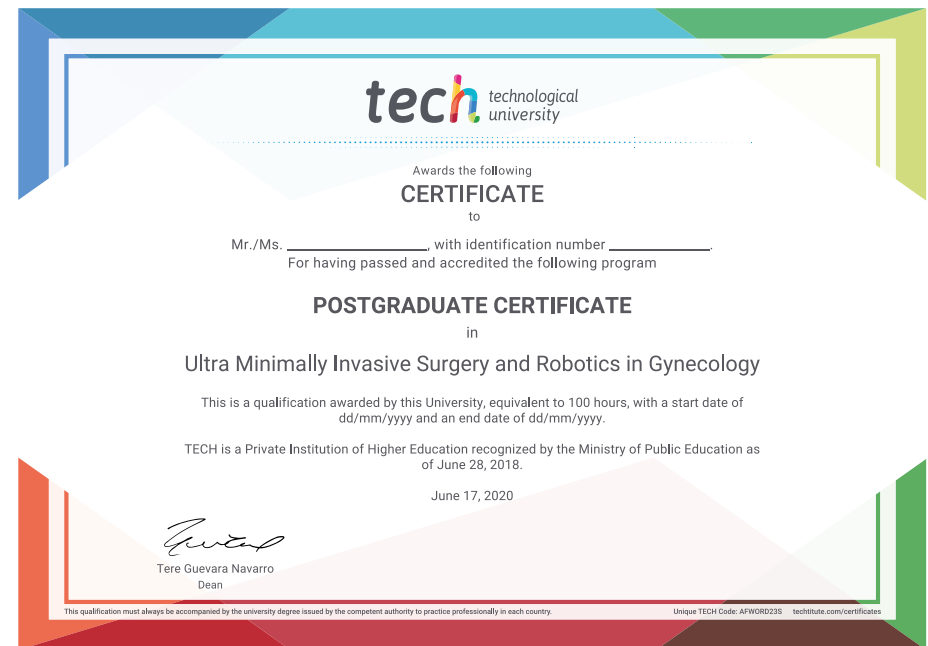 tech technological
university
Awards the following
CERTIFICATE
to
Mr./Ms. ____________, with identification number ____________.
For having passed and accredited the following program
POSTGRADUATE CERTIFICATE
in
Ultra Minimally Invasive Surgery and Robotics in Gynecology
This is a qualification awarded by this University, equivalent to 100 hours, with a start date of
dd/mm/yyyy and an end date of dd/mm/yyyy.
TECH is a Private Institution of Higher Education recognized by the Ministry of Public Education as
of June 28, 2018.
June 17, 2020
Tere Guevara Navarro
Dean
This qualification must always be accompanied by the university degree issued by the competent authority to practice professionally in each country.
Unique TECH Code: AFWORD23S techtitute.com/certificates